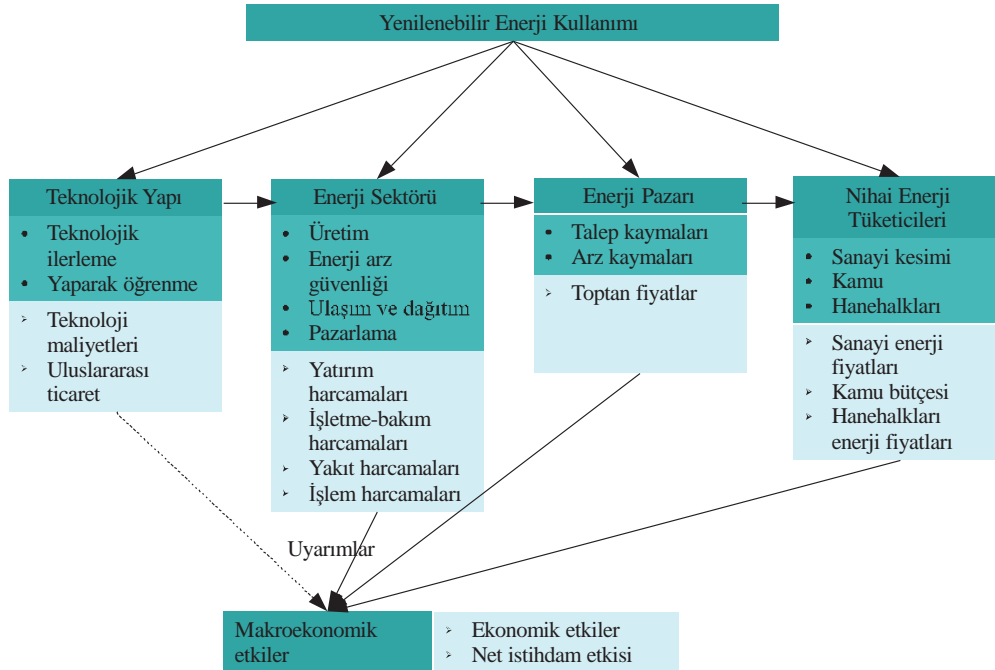 Yenilenebilir Enerji Kullanımı
Teknolojik Yapı
• Teknolojik
ilerleme
• Yaparak öğrenme
➢ Teknoloji
maliyetleri
➢ Uluslararası
ticaret
Enerji Sektörü
• Üretim
• Enerji arz
güvenliği
• Ulaşım ve dağıtım
• Pazarlama
➢ Yatırım
harcamaları
➢ İşletme-bakım
harcamaları
➢ Yakıt harcamaları
➢ İşlem harcamaları
Enerji Pazarı
• Talep kaymaları
• Arz kaymaları
➢ Toptan fiyatlar
Nihai Enerji
Tüketicileri
• Sanayi kesimi
• Kamu
• Hanehalkları
➢ Sanayi enerji
fiyatları
➢ Kamu bütçesi
➢ Hanehalkları
enerji fiyatları
Uyarımlar
Makroekonomik
etkiler
➢ Ekonomik etkiler
➢ Net istihdam etkisi